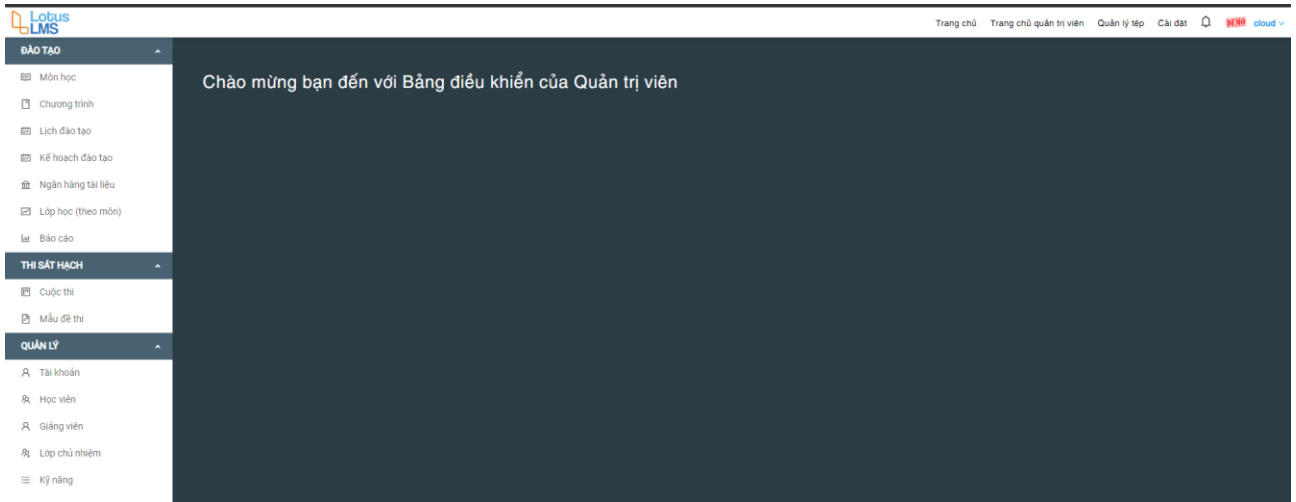 Lotus
LMS
Trang chủ Trang chủ quản trị viên Quản lý tệp Cài đặt DEMO cloud
ĐÀO TẠO
Chào mừng bạn đến với Bảng điều khiển của Quản trị viên
Môn học
Chương trình
Lịch đào tạo
Kế hoạch đào tạo
Ngân hàng tài liệu
Lớp học (theo môn)
Báo cáo
THI SÁT HẠCH
Cuộc thi
Mẫu đề thi
QUẢN LÝ
Tài khoản
Học viên
Giảng viên
Lớp chủ nhiệm
Kỹ năng